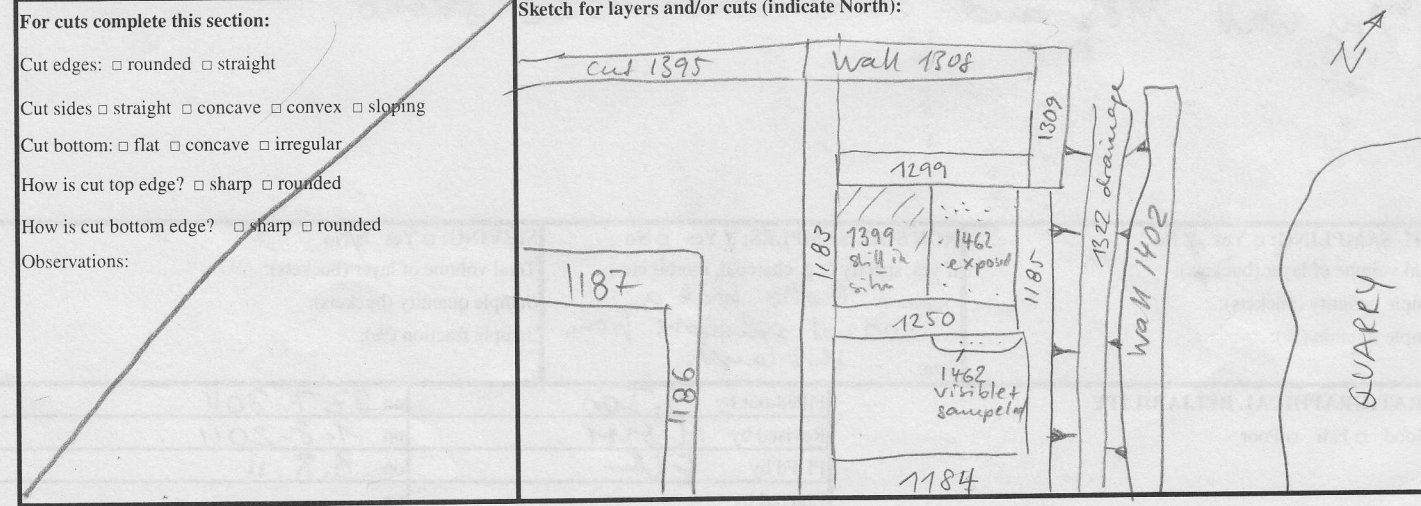 For cuts complete this section:
Cut edges: □ rounded □ straight
Cut sides □ straight □ concave □ convex □ sloping
Cut bottom: □ flat □ concave □ irregular
How is cut top edge? □ sharp □ rounded
How is cut bottom edge? □ sharp □ rounded
Observations:
Sketch for layers and/or cuts (indicate North):
N
cut 1395
Wall 1308
1309
1299
1322 drainage
Wall 1402
1183
1399
still in
situ
1462
exposed
1185
1187
1250
1186
1462
visible +
sampeled
1184
QUARRY